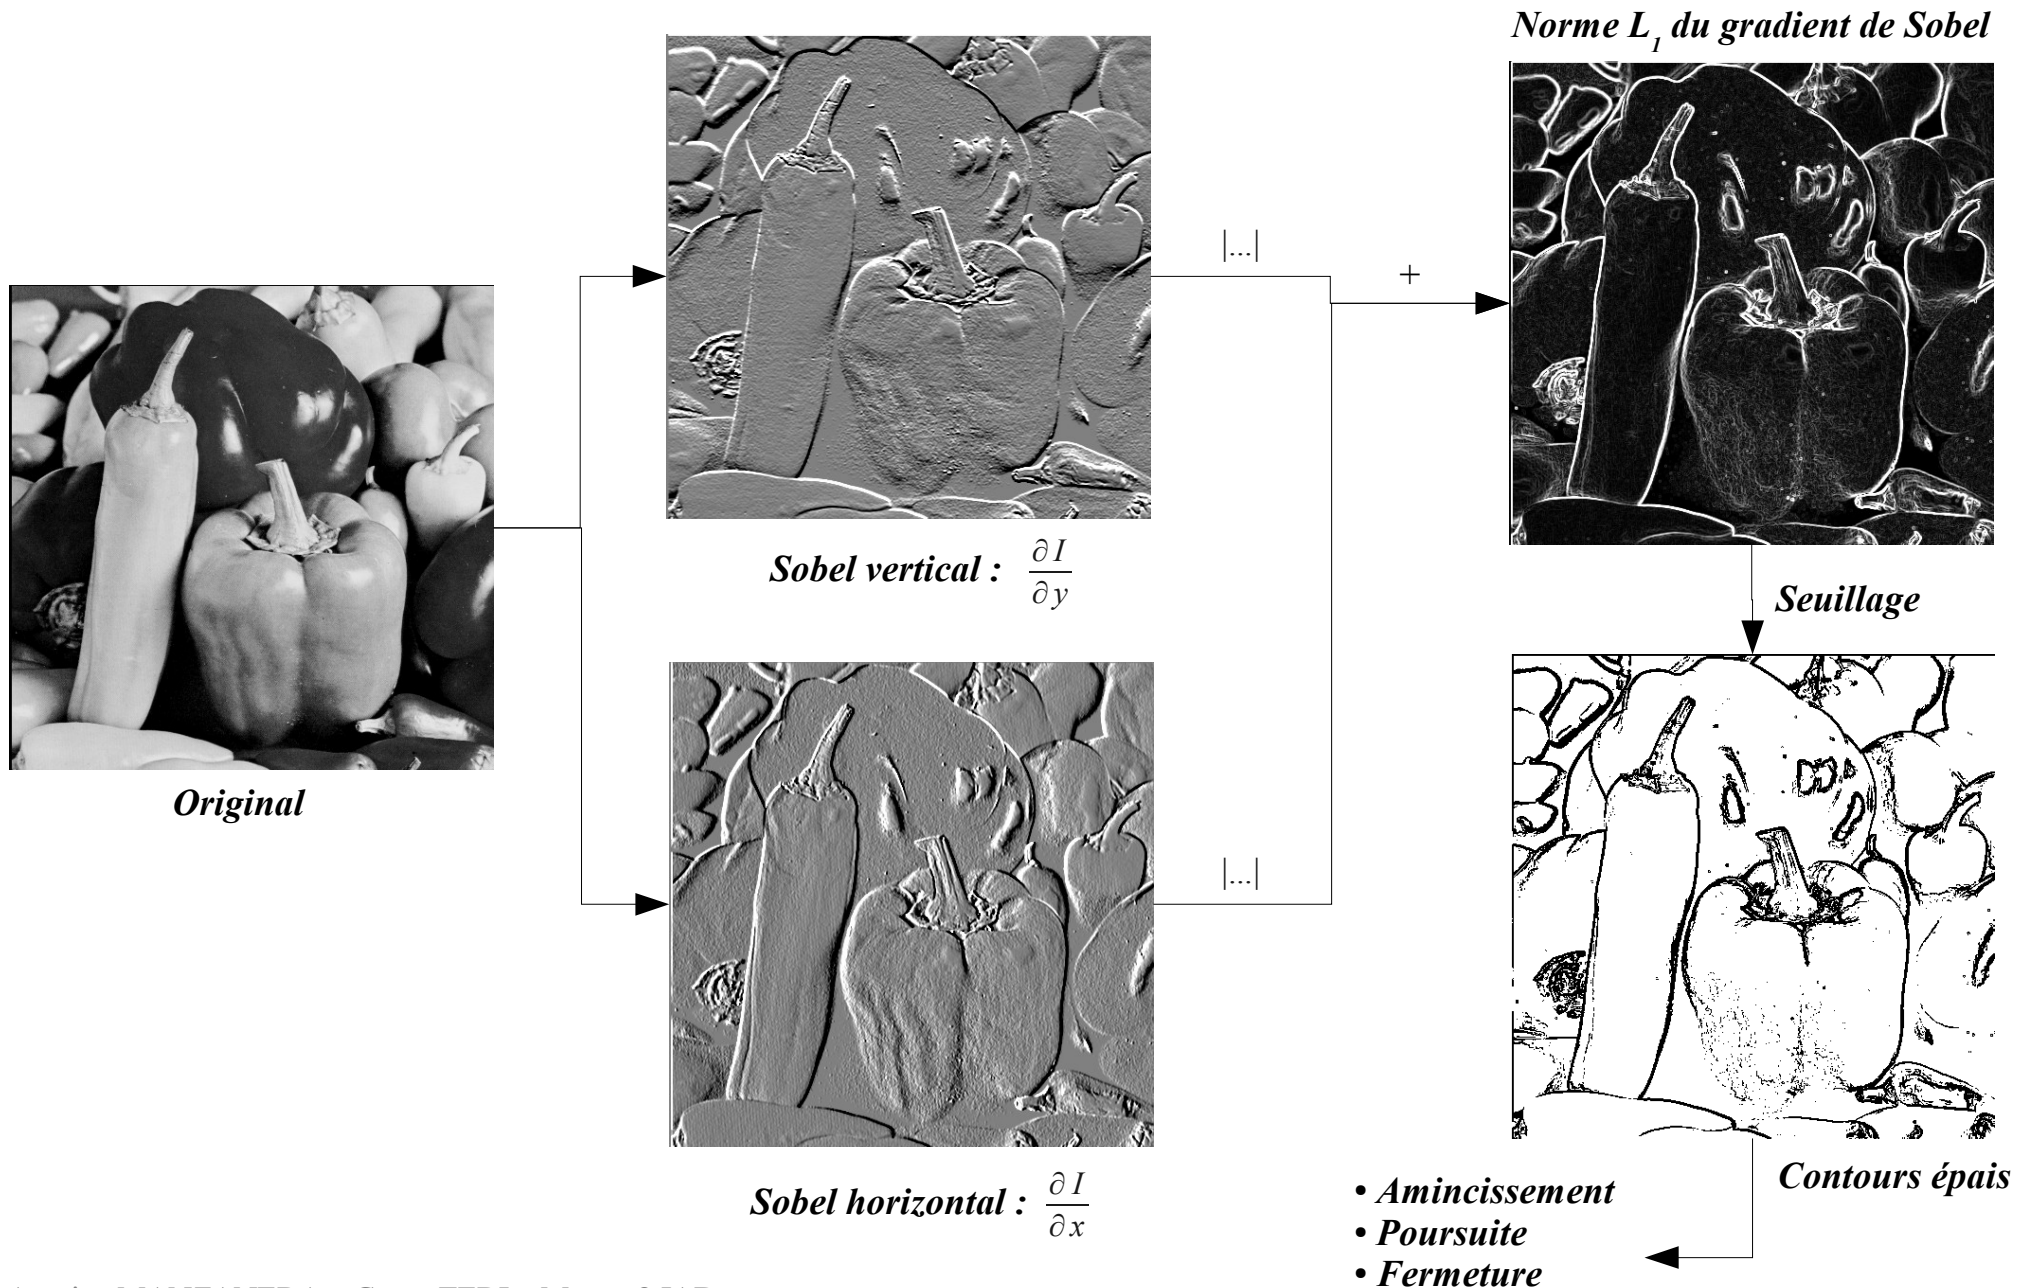 Norme L1 du gradient de Sobel
|...|
+
Sobel vertical : ∂I/∂y
Seuillage
Original
|...|
Sobel horizontal : ∂I/∂x
Contours épais
• Amincissement
• Poursuite
• Fermeture